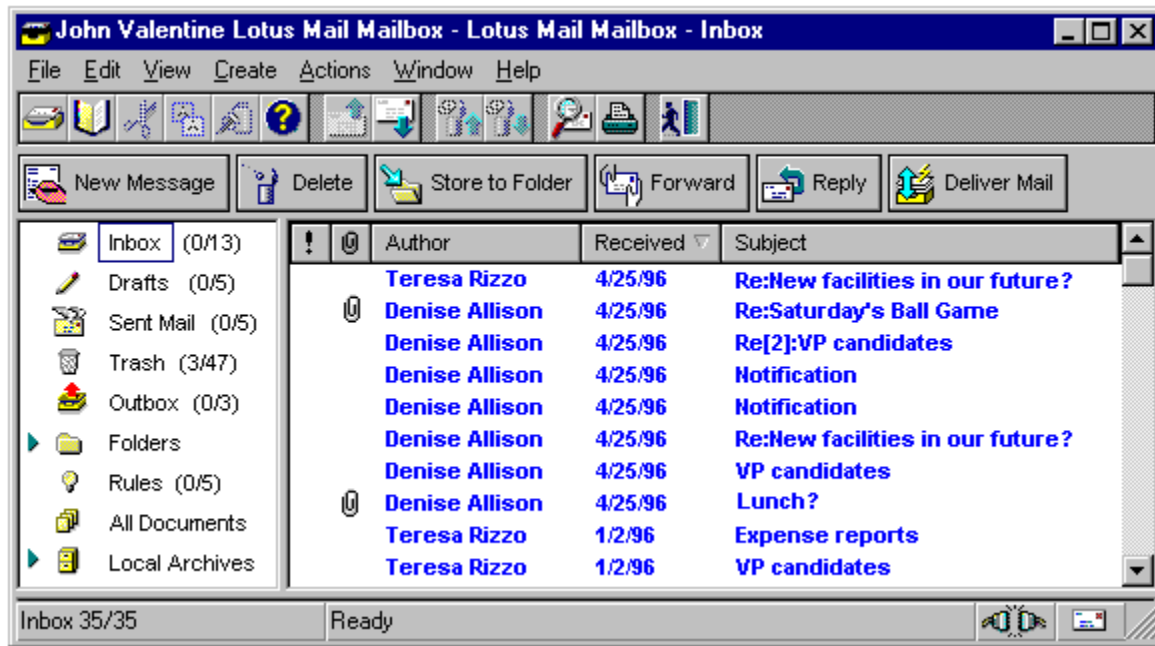 John Valentine Lotus Mail Mailbox - Lotus Mail Mailbox - Inbox
File Edit View Create Actions Window Help
New Message Delete Store to Folder Forward Reply Deliver Mail
Inbox (0/13)
Drafts (0/5)
Sent Mail (0/5)
Trash (3/47)
Outbox (0/3)
Folders
Rules (0/5)
All Documents
Local Archives
! Author Received Subject
Teresa Rizzo 4/25/96 Re:New facilities in our future?
Denise Allison 4/25/96 Re:Saturday's Ball Game
Denise Allison 4/25/96 Re[2]:VP candidates
Denise Allison 4/25/96 Notification
Denise Allison 4/25/96 Notification
Denise Allison 4/25/96 Re:New facilities in our future?
Denise Allison 4/25/96 VP candidates
Denise Allison 4/25/96 Lunch?
Teresa Rizzo 1/2/96 Expense reports
Teresa Rizzo 1/2/96 VP candidates
Inbox 35/35 Ready